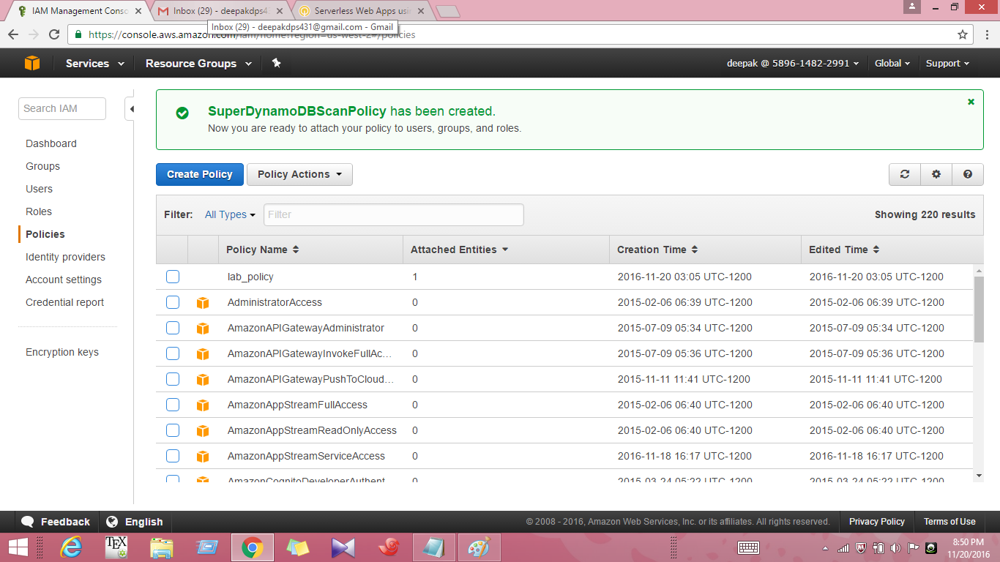 IAM Management Conso
Inbox (29) - deepakdps4
Serverless Web Apps usi
Inbox (29) - deepakdps431@gmail.com - Gmail
https://console.aws.amazon.com/iam/home?region=us-west-2#/policies
Services
Resource Groups
deepak @ 5896-1482-2991
Global
Support
Search IAM
Dashboard
Groups
Users
Roles
Policies
Identity providers
Account settings
Credential report
Encryption keys
SuperDynamoDBScanPolicy has been created.
Now you are ready to attach your policy to users, groups, and roles.
Create Policy
Policy Actions
Filter: All Types Filter Showing 220 results
Policy Name Attached Entities Creation Time Edited Time
lab_policy 1 2016-11-20 03:05 UTC-1200 2016-11-20 03:05 UTC-1200
AdministratorAccess 0 2015-02-06 06:39 UTC-1200 2015-02-06 06:39 UTC-1200
AmazonAPIGatewayAdministrator 0 2015-07-09 05:34 UTC-1200 2015-07-09 05:34 UTC-1200
AmazonAPIGatewayInvokeFullAc... 0 2015-07-09 05:36 UTC-1200 2015-07-09 05:36 UTC-1200
AmazonAPIGatewayPushToCloud... 0 2015-11-11 11:41 UTC-1200 2015-11-11 11:41 UTC-1200
AmazonAppStreamFullAccess 0 2015-02-06 06:40 UTC-1200 2015-02-06 06:40 UTC-1200
AmazonAppStreamReadOnlyAccess 0 2015-02-06 06:40 UTC-1200 2015-02-06 06:40 UTC-1200
AmazonAppStreamServiceAccess 0 2016-11-18 16:17 UTC-1200 2016-11-18 16:17 UTC-1200
AmazonCognitoDeveloperAuthent... 0 2015-03-24 05:22 UTC-1200 2015-03-24 05:22 UTC-1200
Feedback
English
© 2008 - 2016, Amazon Web Services, Inc. or its affiliates. All rights reserved.
Privacy Policy
Terms of Use
TEX
8:50 PM
11/20/2016